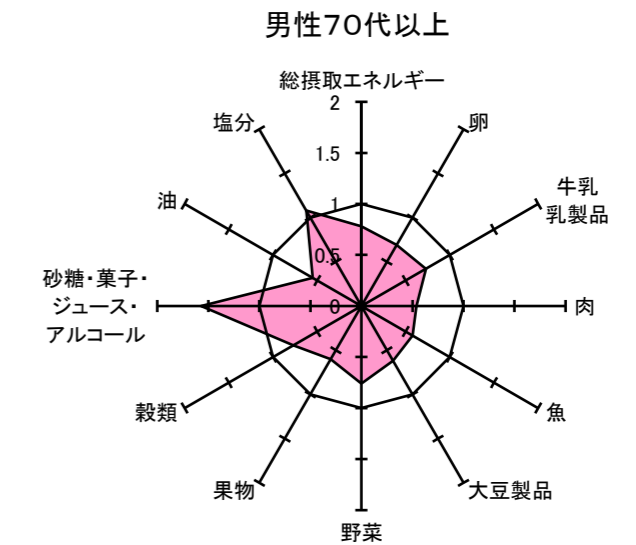 男性70代以上
総摂取エネルギー
2
塩分
卵
1.5
牛乳
乳製品
油
1
0.5
砂糖・菓子・
ジュース・
アルコール
0
肉
穀類
魚
果物
大豆製品
野菜